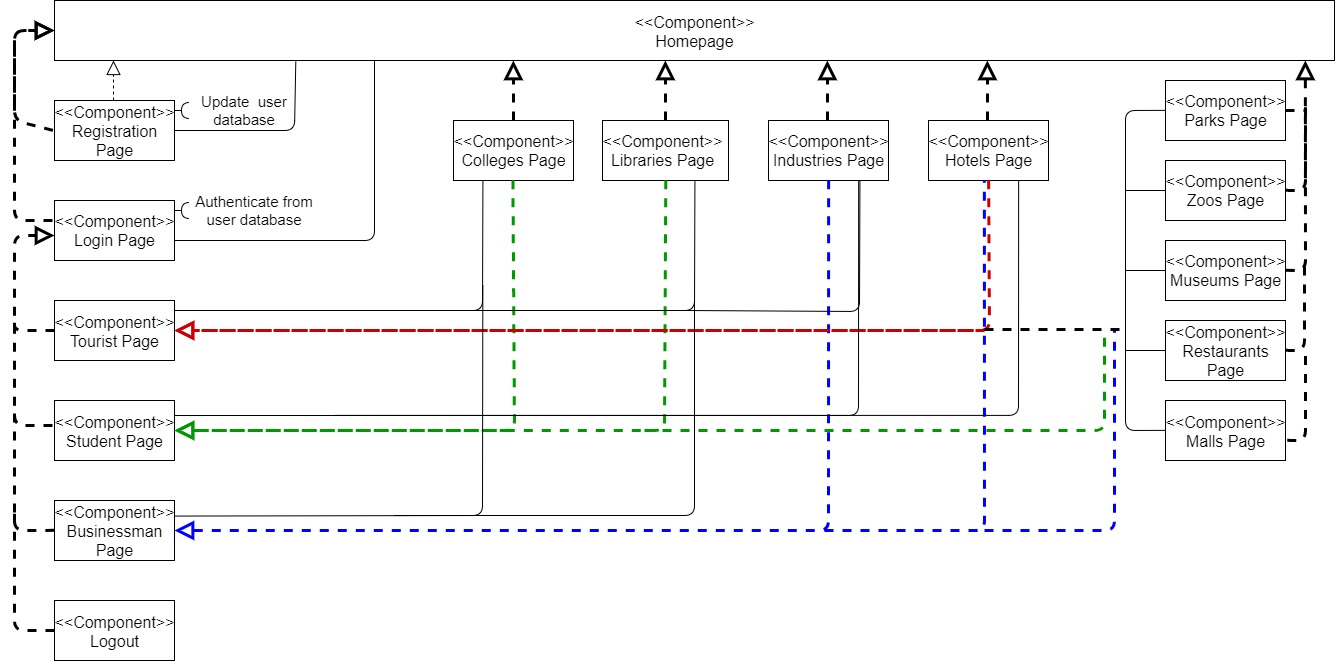 <<Component>>
Homepage
<<Component>>
Registration
Page
Update  user
database
<<Component>>
Login Page
Authenticate from
user database
<<Component>>
Colleges Page
<<Component>>
Libraries Page
<<Component>>
Industries Page
<<Component>>
Hotels Page
<<Component>>
Parks Page
<<Component>>
Zoos Page
<<Component>>
Museums Page
<<Component>>
Restaurants
Page
<<Component>>
Malls Page
<<Component>>
Tourist Page
<<Component>>
Student Page
<<Component>>
Businessman
Page
<<Component>>
Logout